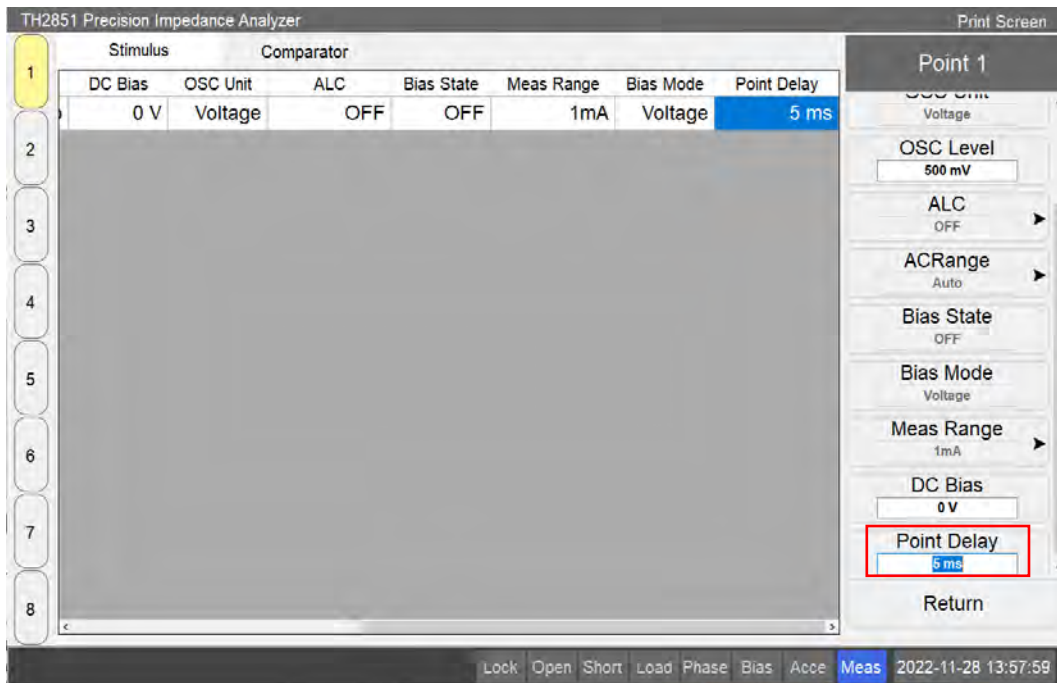 TH2851 Precision Impedance Analyzer Print Screen
Stimulus Comparator
DC Bias OSC Unit ALC Bias State Meas Range Bias Mode Point Delay
0 V Voltage OFF OFF 1mA Voltage 5 ms
1
2
3
4
5
6
7
8
Point 1
OSC Unit
Voltage
OSC Level
500 mV
ALC
OFF
ACRange
Auto
Bias State
OFF
Bias Mode
Voltage
Meas Range
1mA
DC Bias
0 V
Point Delay
5 ms
Return
Lock Open Short Load Phase Bias Acce Meas 2022-11-28 13:57:59